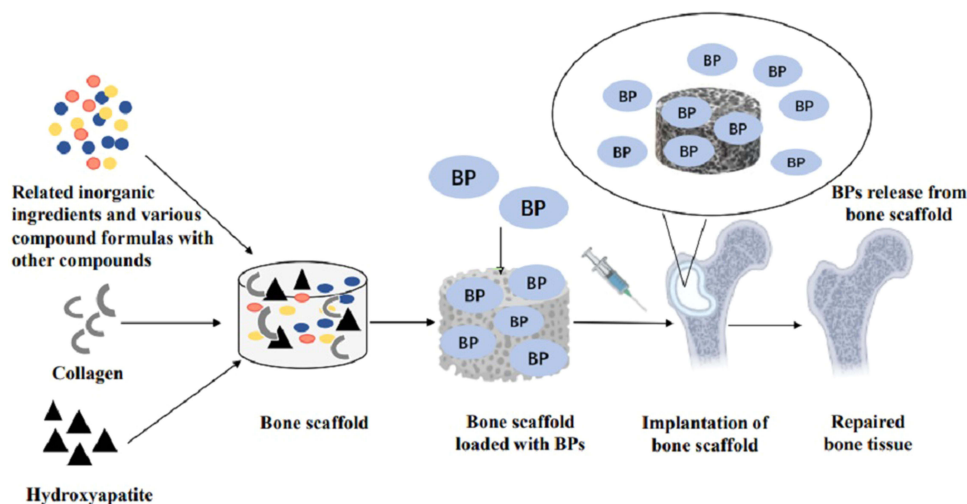 Related inorganic
ingredients and various
compound formulas with
other compounds
Collagen
Hydroxyapatite
Bone scaffold
BP
BP
BP
BP
BP
BP
BP
Bone scaffold
loaded with BPs
BP
BP
BP
BP
BP
BP
BP
BP
BP
BPs release from
bone scaffold
Implantation of
bone scaffold
Repaired
bone tissue